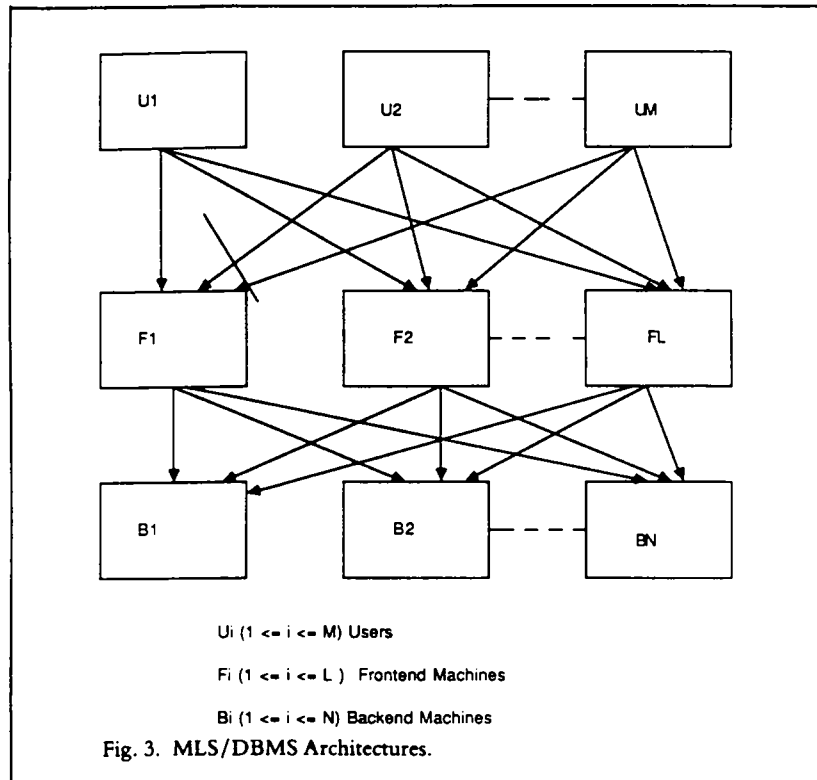 U1
U2
UM
F1
F2
FL
B1
B2
BN
Ui (1 <= i <= M) Users
Fi (1 <= i <= L ) Frontend Machines
Bi (1 <= i <= N) Backend Machines
Fig. 3. MLS/DBMS Architectures.